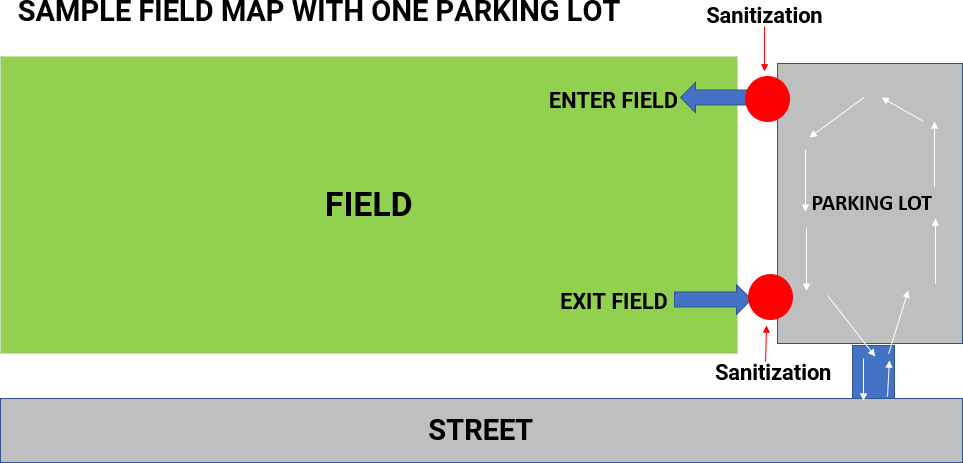 SAMPLE FIELD MAP WITH ONE PARKING LOT
Sanitization
ENTER FIELD
FIELD
PARKING LOT
EXIT FIELD
Sanitization
STREET